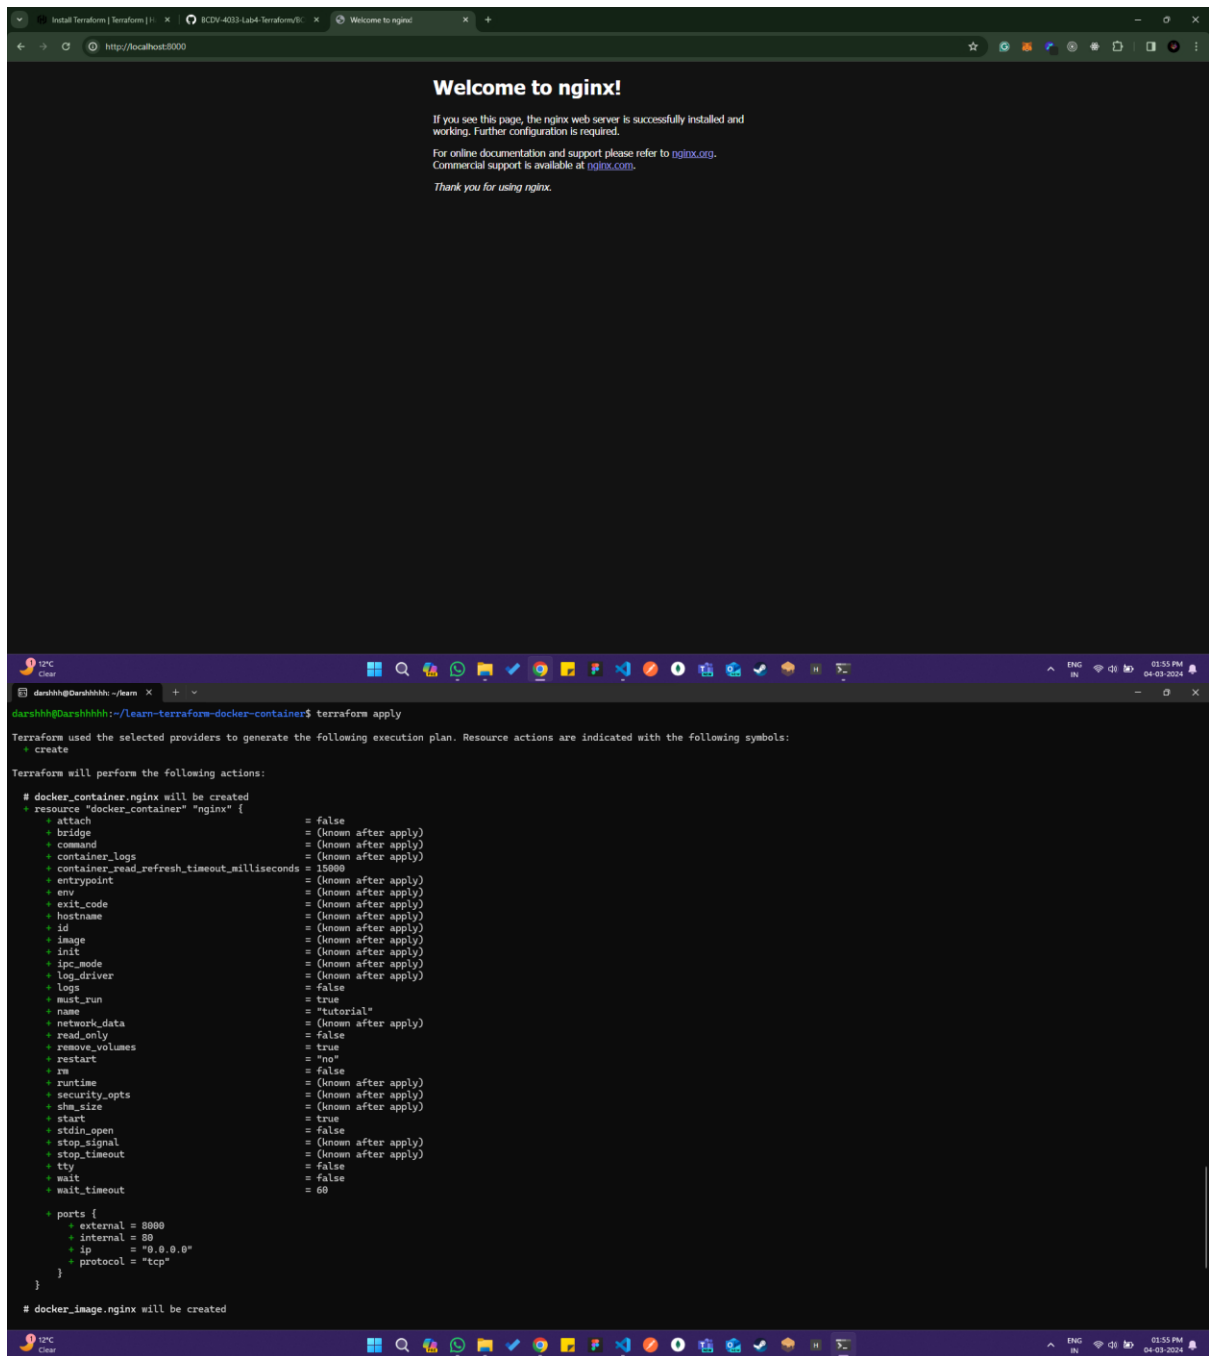 Install Terraform | Terraform | H
BCDV-4033-Lab4-Terraform/BC
Welcome to nginx!
http://localhost:8000
Welcome to nginx!
If you see this page, the nginx web server is successfully installed and
working. Further configuration is required.
For online documentation and support please refer to nginx.org.
Commercial support is available at nginx.com.
Thank you for using nginx.
1
12°C
Clear
ENG
IN
01:55 PM
04-03-2024
darshhh@Darshhhhh: ~/learn
darshhh@Darshhhhh:~/learn-terraform-docker-container$ terraform apply
Terraform used the selected providers to generate the following execution plan. Resource actions are indicated with the following symbols:
+ create
Terraform will perform the following actions:
# docker_container.nginx will be created
+ resource "docker_container" "nginx" {
+ attach = false
+ bridge = (known after apply)
+ command = (known after apply)
+ container_logs = (known after apply)
+ container_read_refresh_timeout_milliseconds = 15000
+ entrypoint = (known after apply)
+ env = (known after apply)
+ exit_code = (known after apply)
+ hostname = (known after apply)
+ id = (known after apply)
+ image = (known after apply)
+ init = (known after apply)
+ ipc_mode = (known after apply)
+ log_driver = (known after apply)
+ logs = false
+ must_run = true
+ name = "tutorial"
+ network_data = (known after apply)
+ read_only = false
+ remove_volumes = true
+ restart = "no"
+ rm = false
+ runtime = (known after apply)
+ security_opts = (known after apply)
+ shm_size = (known after apply)
+ start = true
+ stdin_open = false
+ stop_signal = (known after apply)
+ stop_timeout = (known after apply)
+ tty = false
+ wait = false
+ wait_timeout = 60
+ ports {
+ external = 8000
+ internal = 80
+ ip = "0.0.0.0"
+ protocol = "tcp"
}
}
# docker_image.nginx will be created
1
12°C
Clear
ENG
IN
01:55 PM
04-03-2024